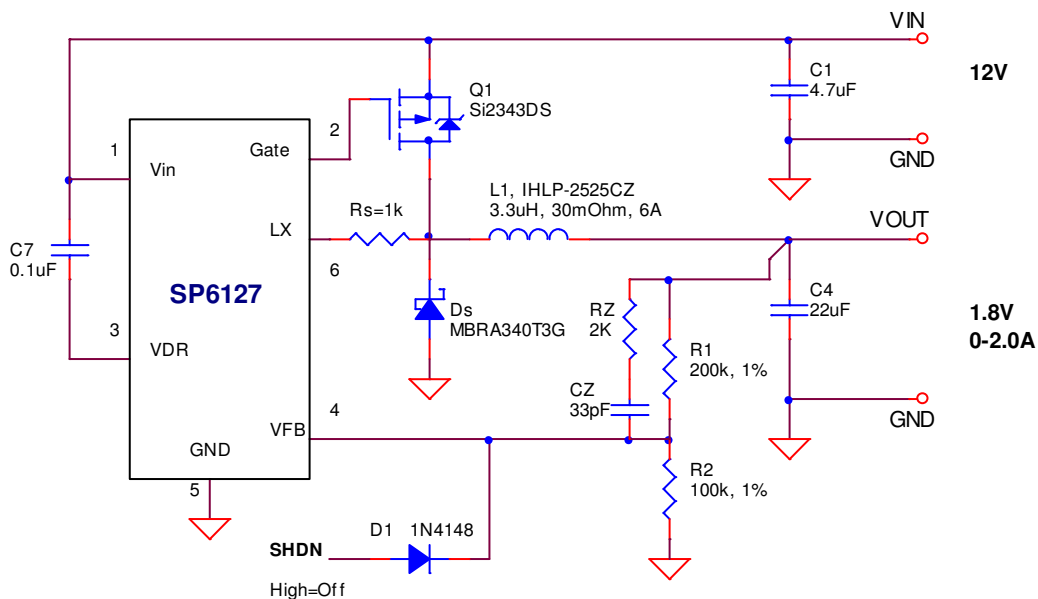 VIN
12V
C1
4.7uF
GND
Q1
Si2343DS
2
Gate
1
Vin
L1, IHLP-2525CZ
3.3uH, 30mOhm, 6A
VOUT
Rs=1k
LX
6
C7
0.1uF
SP6127
Ds
MBRA340T3G
RZ
2K
C4
22uF
1.8V
0-2.0A
3
VDR
R1
200k, 1%
CZ
33pF
4
VFB
GND
GND
5
R2
100k, 1%
D1 1N4148
SHDN
High=Off